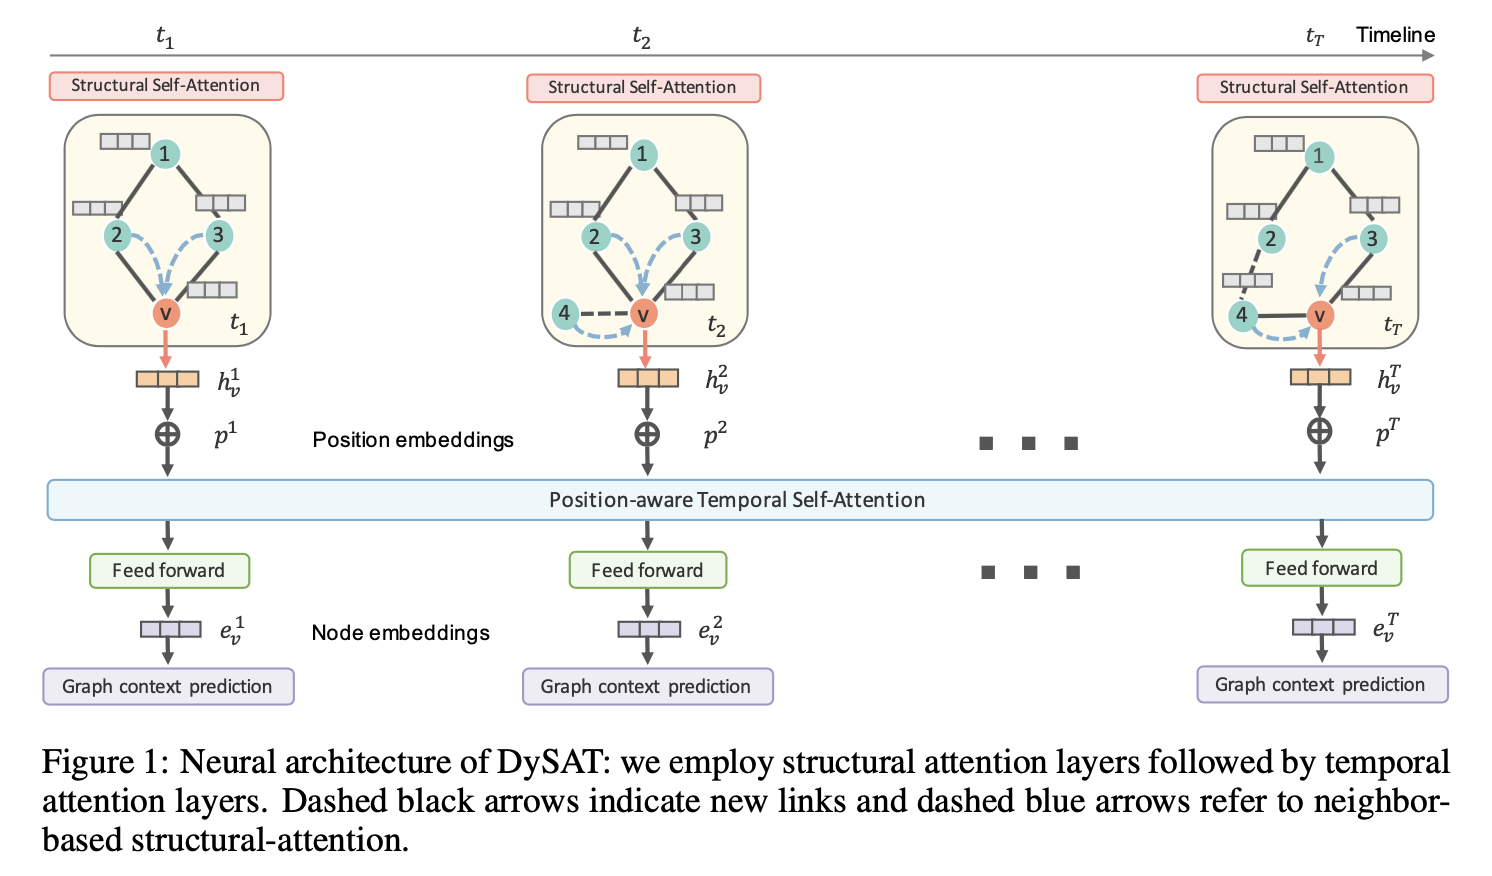 t₁ t₂ t_T Timeline
Structural Self-Attention Structural Self-Attention Structural Self-Attention
1 1 1
2 3 2 3 2 3
v t₁ 4 v t₂ 4 v t_T
h_v^1 h_v^2 h_v^T
p^1 Position embeddings p^2 p^T
Position-aware Temporal Self-Attention
Feed forward Feed forward Feed forward
e_v^1 Node embeddings e_v^2 e_v^T
Graph context prediction Graph context prediction Graph context prediction
Figure 1: Neural architecture of DySAT: we employ structural attention layers followed by temporal
attention layers. Dashed black arrows indicate new links and dashed blue arrows refer to neighbor-
based structural-attention.